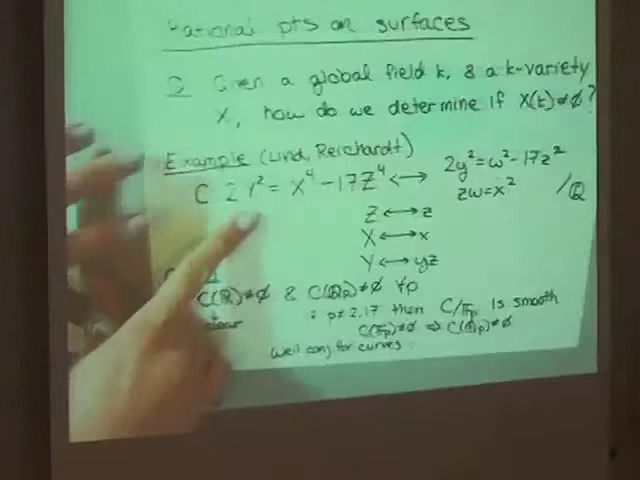 Rational pts on surfaces
Q Given a global field k, & a k-variety
X, how do we determine if X(k)≠∅?
Example (Lind, Reichardt)
C: 2Y² = X⁴ - 17Z⁴ ↔ 2y² = w² - 17z²
zw = x² /Q
Z ↔ z
X ↔ x
Y ↔ yz
C(R)≠∅ & C(Qp)≠∅ ∀p
: p≠2,17 then C/Fp is smooth
clear C(Fp)≠∅ ⇒ C(Qp)≠∅
Weil conj for curves